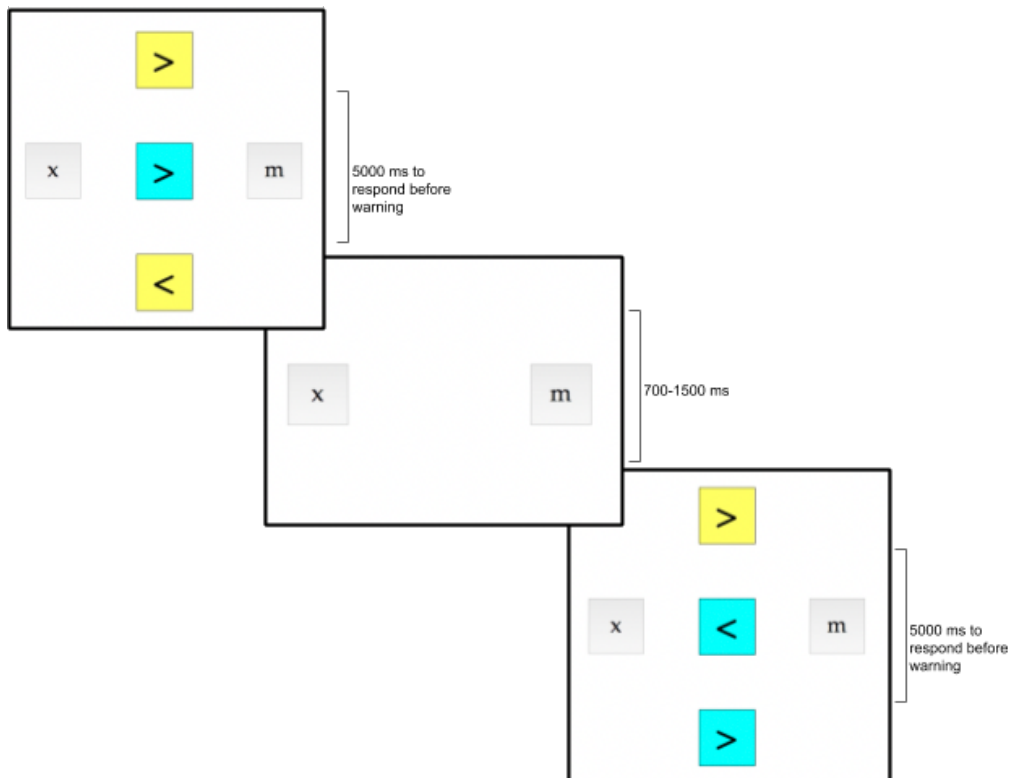 >
x > m
<
5000 ms to
respond before
warning
x m
700-1500 ms
>
x < m
>
5000 ms to
respond before
warning